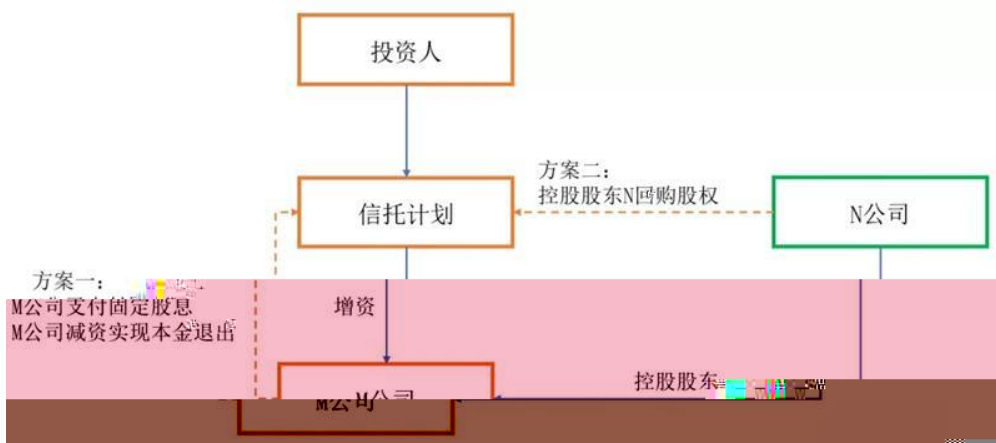 投资人
方案二：
控股股东N回购股权
信托计划
N公司
方案一：
M公司支付固定股息
M公司减资实现本金退出
增资
控股股东
M公司